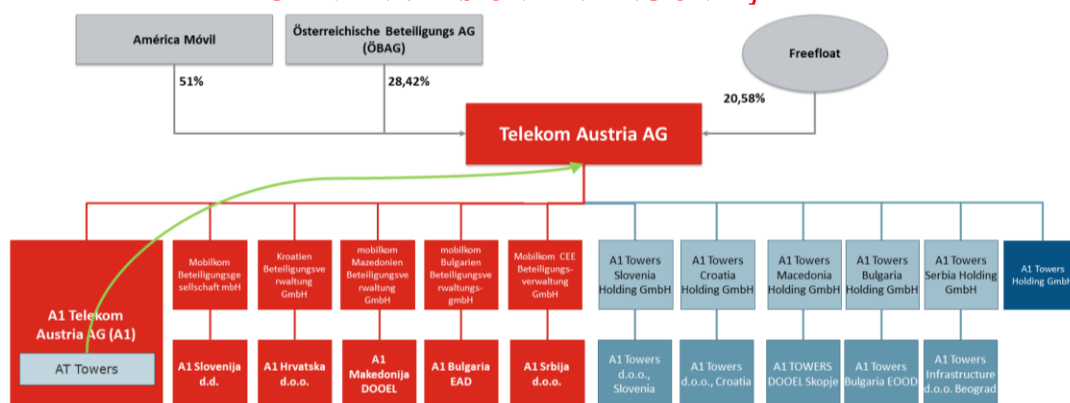 América Móvil
Österreichische Beteiligungs AG
(ÖBAG)
Freefloat
51%
28,42%
20,58%
Telekom Austria AG
A1 Telekom
Austria AG (A1)
AT Towers
Mobilkom
Beteiligungsge
sellschaft mbH
Kroatien
Beteiligungsve
rwaltung
GmbH
mobilkom
Mazedonien
Beteiligungsve
rwaltung
GmbH
mobilkom
Bulgarien
Beteiligungsve
rwaltungs-
gmbH
Mobilkom CEE
Beteiligungs-
verwaltung
GmbH
A1 Towers
Slovenia
Holding GmbH
A1 Towers
Croatia
Holding GmbH
A1 Towers
Macedonia
Holding GmbH
A1 Towers
Bulgaria
Holding GmbH
A1 Towers
Serbia Holding
GmbH
A1 Towers
Holding GmbH
A1 Slovenija
d.d.
A1 Hrvatska
d.o.o.
A1
Makedonija
DOOEL
A1 Bulgaria
EAD
A1 Srbija
d.o.o.
A1 Towers
d.o.o.,
Slovenia
A1 Towers
d.o.o., Croatia
A1 TOWERS
DOOEL Skopje
A1 Towers
Bulgaria EOOD
A1 Towers
Infrastructure
d.o.o. Beograd